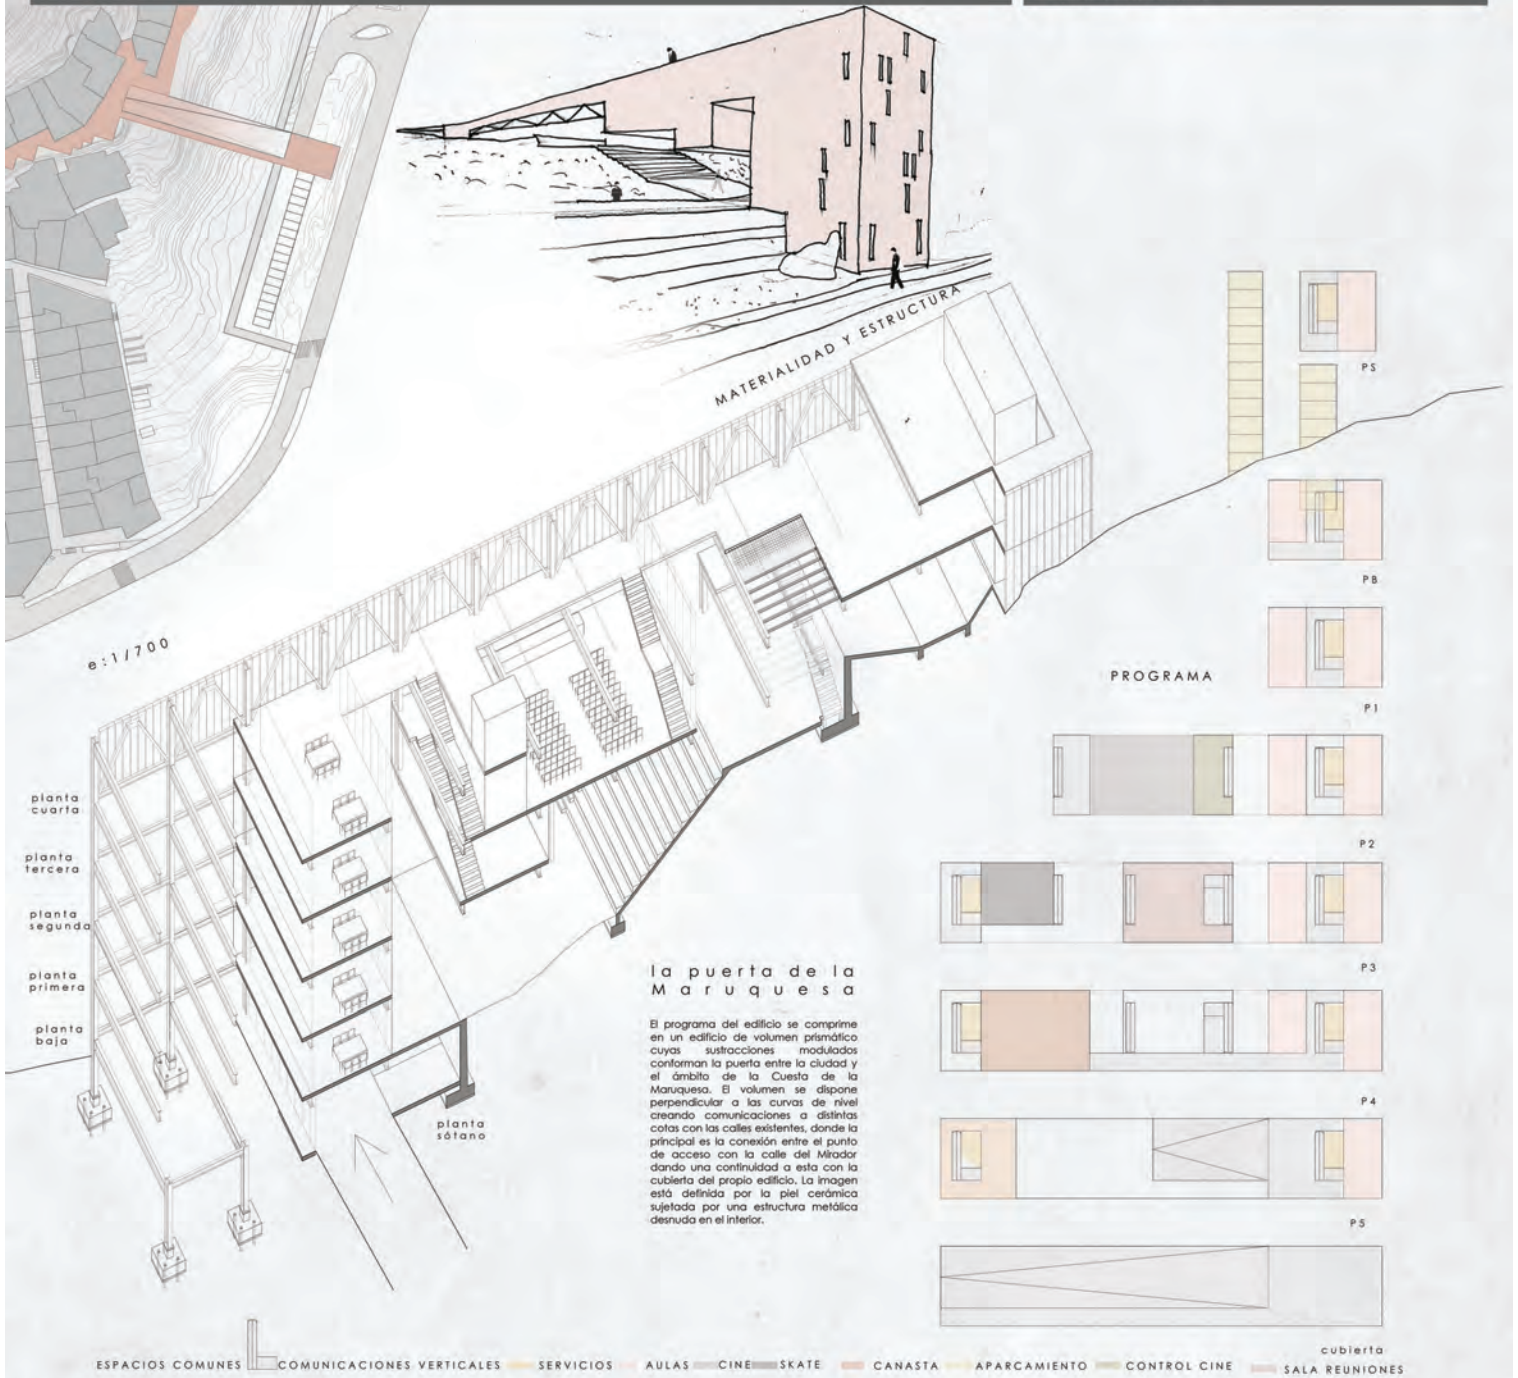 MATERIALIDAD Y ESTRUCTURA
e:1/700
PS
PB
PROGRAMA
P1
P2
P3
P4
P5
cubierta
planta
cuarta
planta
tercera
planta
segunda
planta
primera
planta
baja
planta
sótano
la puerta de la
Maruquesa
El programa del edificio se comprime
en un edificio de volumen prismático
cuyas sustracciones modulados
conforman la puerta entre la ciudad y
el ámbito de la Cuesta de la
Maruquesa. El volumen se dispone
perpendicular a las curvas de nivel
creando comunicaciones a distintas
cotas con las calles existentes, donde la
principal es la conexión entre el punto
de acceso con la calle del Mirador
dando una continuidad a esta con la
cubierta del propio edificio. La imagen
está definida por la piel cerámica
sujetada por una estructura metálica
desnuda en el interior.
ESPACIOS COMUNES COMUNICACIONES VERTICALES SERVICIOS AULAS CINE SKATE CANASTA APARCAMIENTO CONTROL CINE SALA REUNIONES